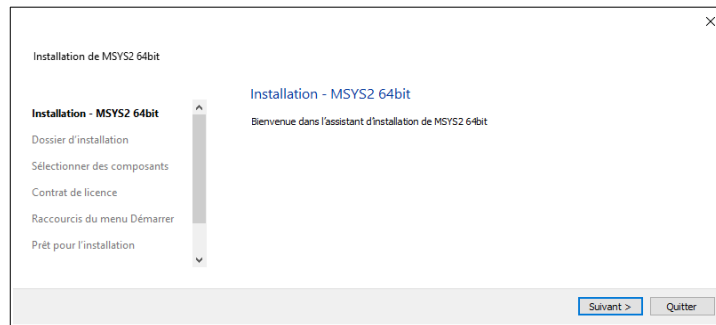 Installation de MSYS2 64bit
Installation - MSYS2 64bit
Dossier d'installation
Sélectionner des composants
Contrat de licence
Raccourcis du menu Démarrer
Prêt pour l'installation
Installation - MSYS2 64bit
Bienvenue dans l'assistant d'installation de MSYS2 64bit
Suivant >
Quitter